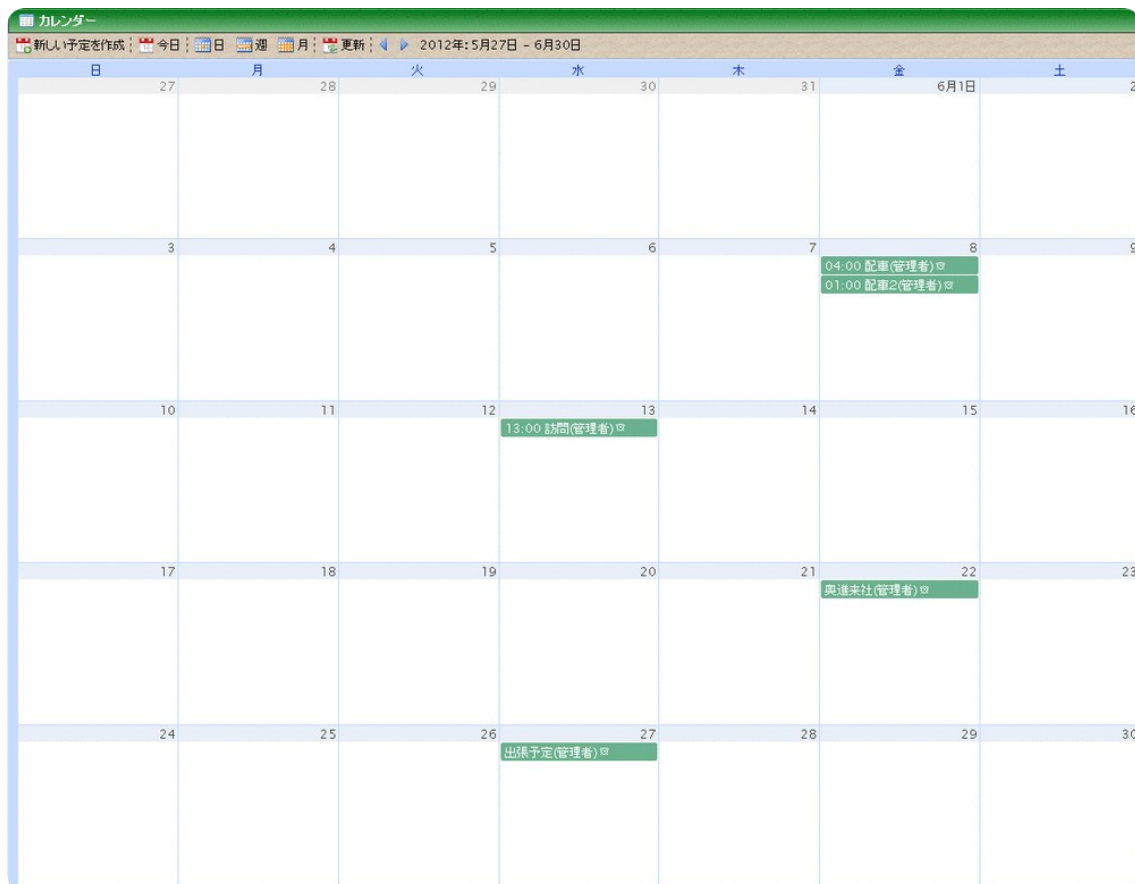 カレンダー
新しい予定を作成 今日 日 週 月 更新 2012年: 5月27日 - 6月30日
日 月 火 水 木 金 土
27 28 29 30 31 6月1日 2
3 4 5 6 7 8 9
04:00 配車(管理者)
01:00 配車2(管理者)
10 11 12 13 14 15 16
13:00 訪問(管理者)
17 18 19 20 21 22 23
奥進来社(管理者)
24 25 26 27 28 29 30
出張予定(管理者)